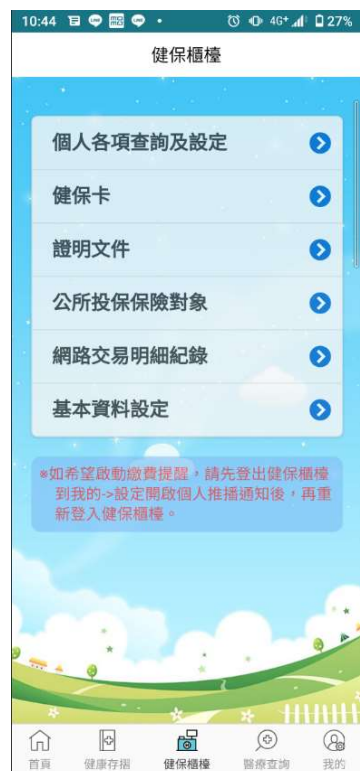 10:44 4G+ 27%
健保櫃檯
個人各項查詢及設定
健保卡
證明文件
公所投保保險對象
網路交易明細紀錄
基本資料設定
※如希望啟動繳費提醒，請先登出健保櫃檯
到我的->設定開啟個人推播通知後，再重
新登入健保櫃檯。
首頁 健康存摺 健保櫃檯 醫療查詢 我的